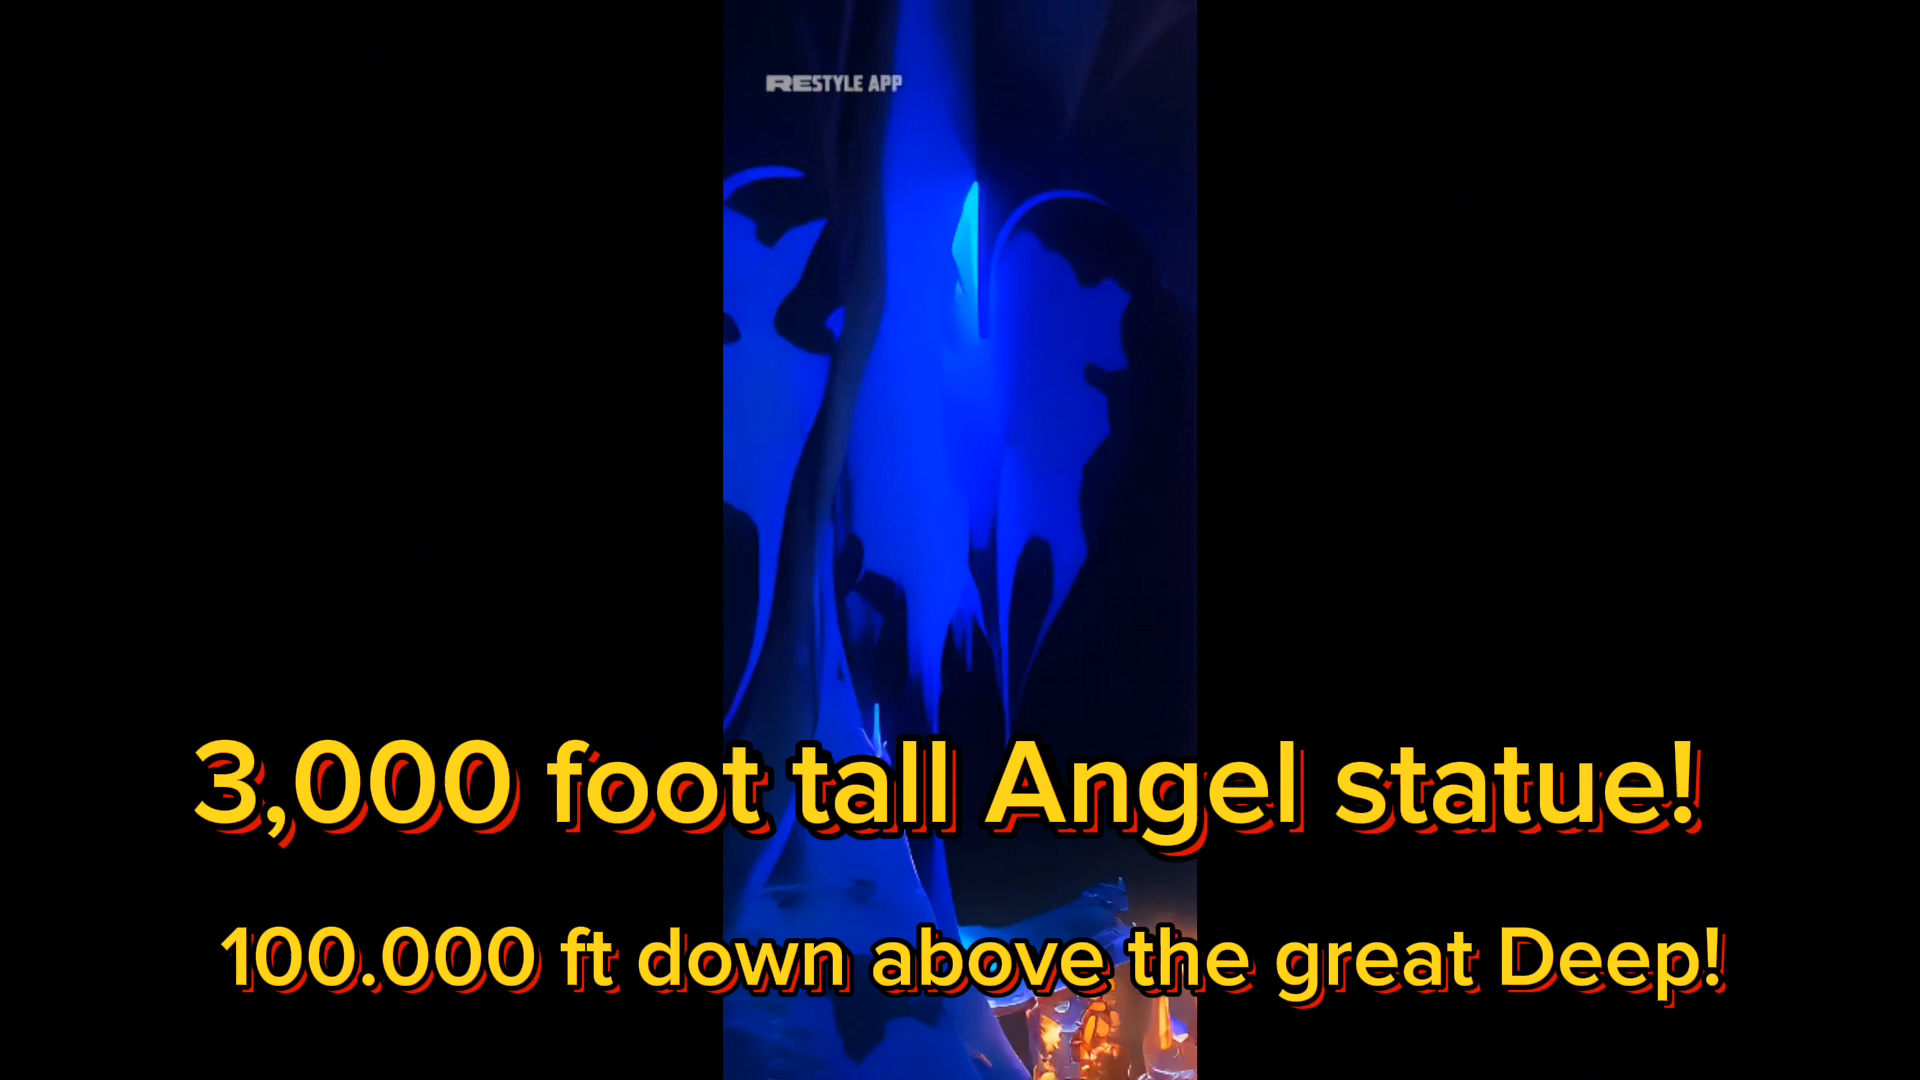 RESTYLE APP
3,000 foot tall Angel statue!
100.000 ft down above the great Deep!